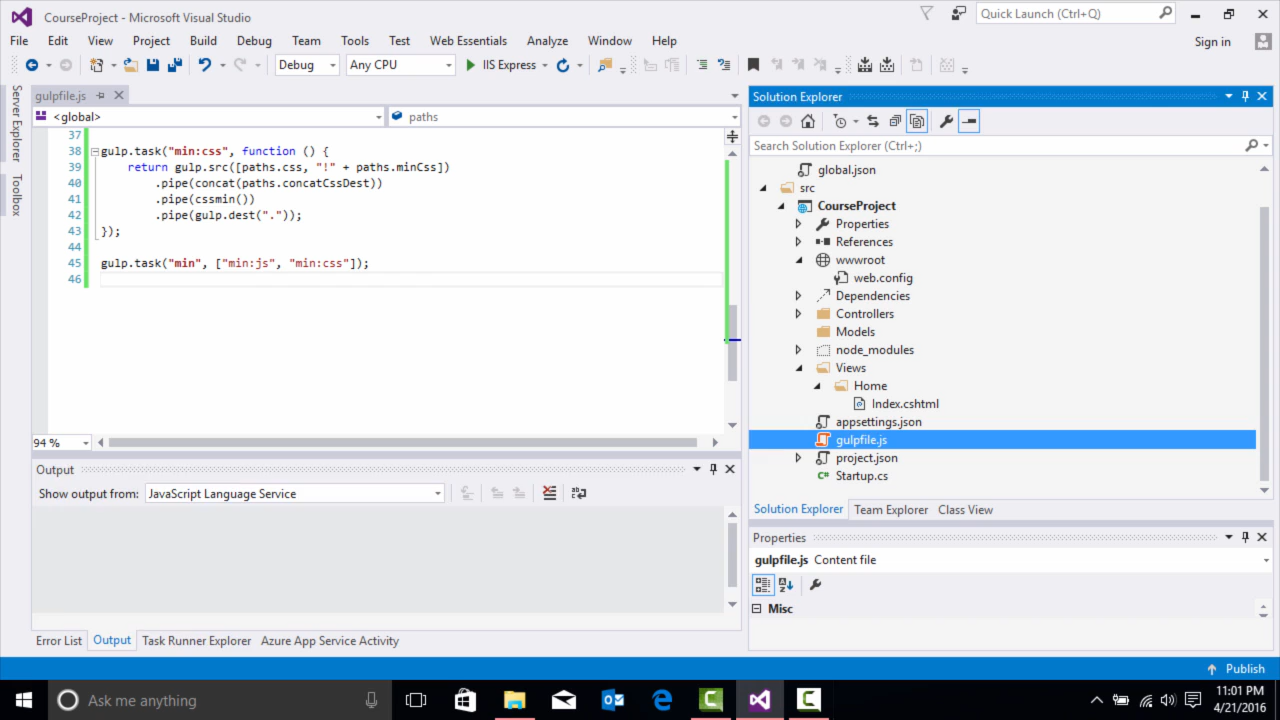 CourseProject - Microsoft Visual Studio
Quick Launch (Ctrl+Q)
File Edit View Project Build Debug Team Tools Test Web Essentials Analyze Window Help
Sign in
Debug Any CPU IIS Express
Server Explorer
Toolbox
gulpfile.js
<global> paths
37
38 gulp.task("min:css", function () {
39 return gulp.src([paths.css, "!" + paths.minCss])
40 .pipe(concat(paths.concatCssDest))
41 .pipe(cssmin())
42 .pipe(gulp.dest("."));
43 });
44
45 gulp.task("min", ["min:js", "min:css"]);
46
94 %
Output
Show output from: JavaScript Language Service
Error List Output Task Runner Explorer Azure App Service Activity
Solution Explorer
Search Solution Explorer (Ctrl+;)
global.json
src
CourseProject
Properties
References
wwwroot
web.config
Dependencies
Controllers
Models
node_modules
Views
Home
Index.cshtml
appsettings.json
gulpfile.js
project.json
C# Startup.cs
Solution Explorer Team Explorer Class View
Properties
gulpfile.js Content file
Misc
Publish
Ask me anything
11:01 PM
4/21/2016